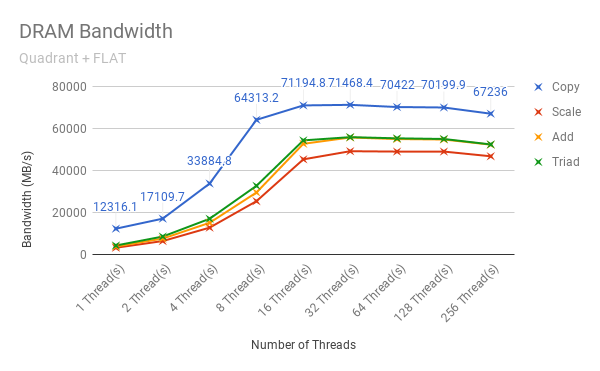 DRAM Bandwidth
Quadrant + FLAT
80000
60000
40000
20000
0
Bandwidth (MB/s)
12316.1
17109.7
33884.8
64313.2
71194.8
71468.4
70422
70199.9
67236
Copy
Scale
Add
Triad
1 Thread(s)
2 Thread(s)
4 Thread(s)
8 Thread(s)
16 Thread(s)
32 Thread(s)
64 Thread(s)
128 Thread(s)
256 Thread(s)
Number of Threads